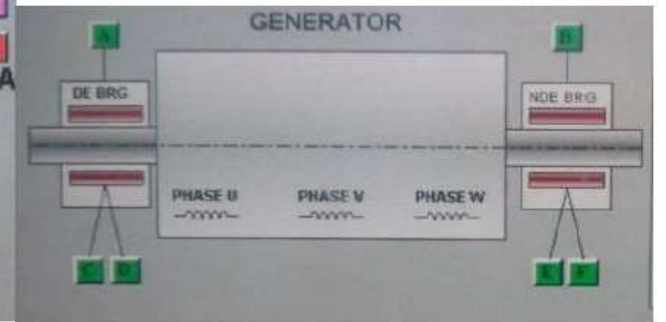 GENERATOR
A
B
A
DE BRG
NDE BRG
PHASE U
PHASE V
PHASE W
C
D
E
F